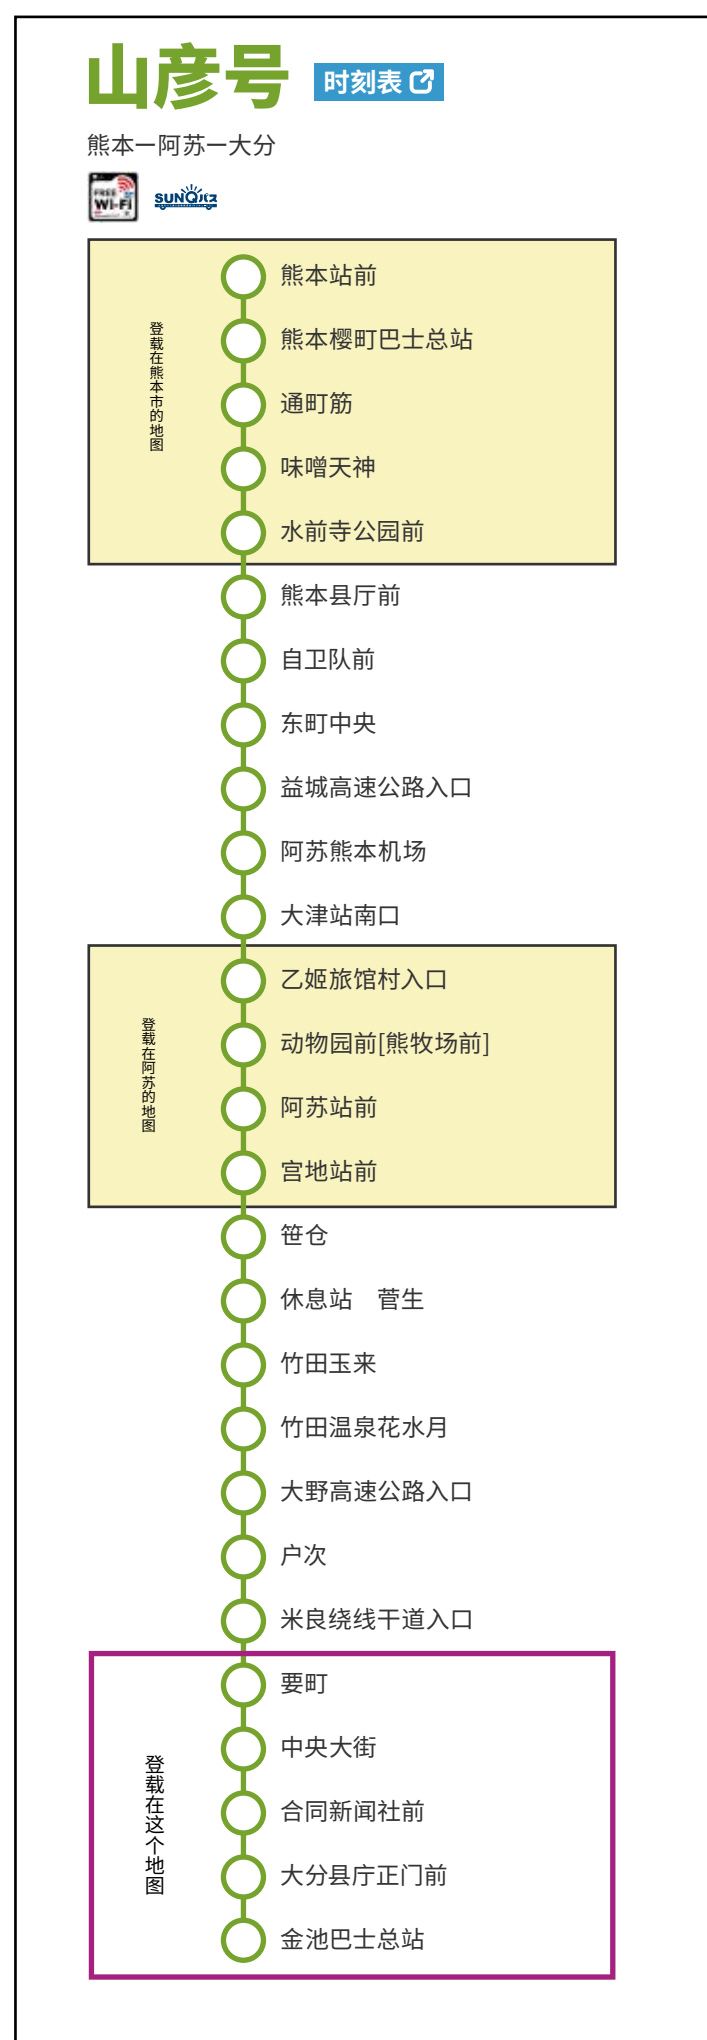 山彦号
时刻表
熊本ー阿苏ー大分
FREE
Wi-Fi
SUNQパス
登载在熊本市的地图
熊本站前
熊本樱町巴士总站
通町筋
味噌天神
水前寺公园前
熊本县厅前
自卫队前
东町中央
益城高速公路入口
阿苏熊本机场
大津站南口
登载在阿苏的地图
乙姬旅馆村入口
动物园前[熊牧场前]
阿苏站前
宫地站前
笹仓
休息站　菅生
竹田玉来
竹田温泉花水月
大野高速公路入口
户次
米良绕线干道入口
登载在这个地图
要町
中央大街
合同新闻社前
大分县庁正门前
金池巴士总站